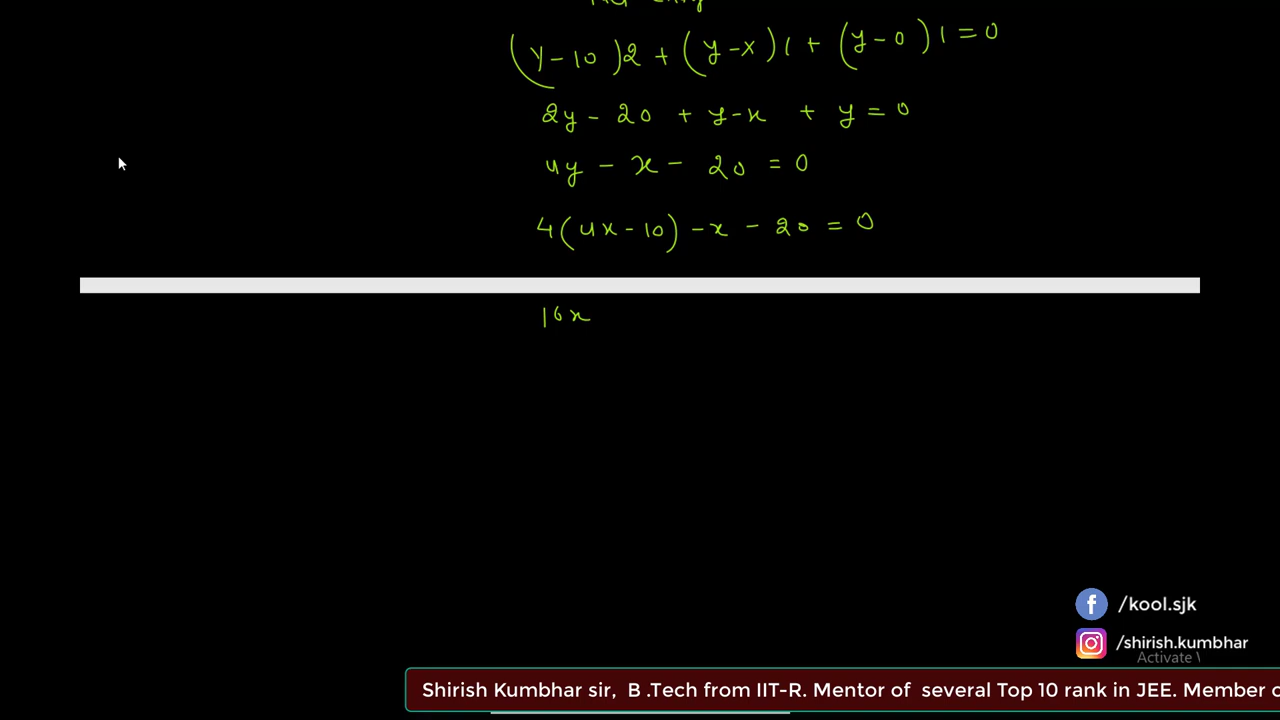 (y-10)2 + (y-x)1 + (y-0)1 = 0
2y - 20 + y-x + y = 0
4y - x - 20 = 0
4(4x-10) -x - 20 = 0
16x
/kool.sjk
/shirish.kumbhar
Activate
Shirish Kumbhar sir, B .Tech from IIT-R. Mentor of several Top 10 rank in JEE. Member